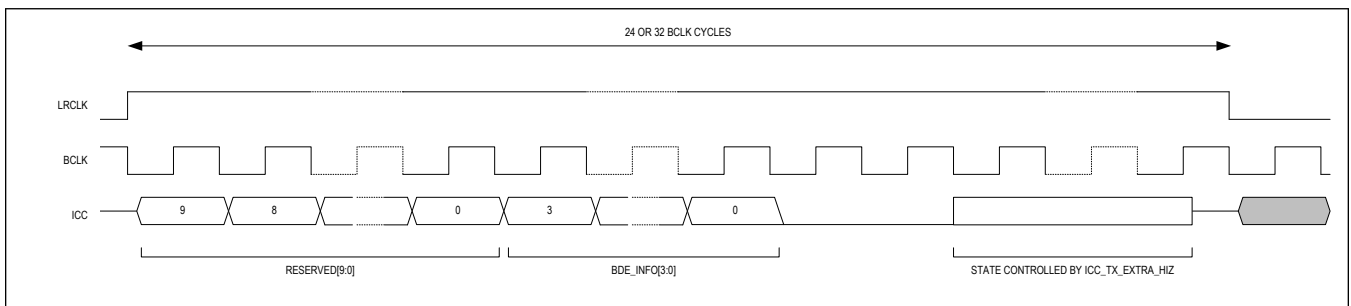 24 OR 32 BCLK CYCLES
LRCLK
BCLK
ICC
9 8 0 3 0
RESERVED[9:0] BDE_INFO[3:0] STATE CONTROLLED BY ICC_TX_EXTRA_HIZ